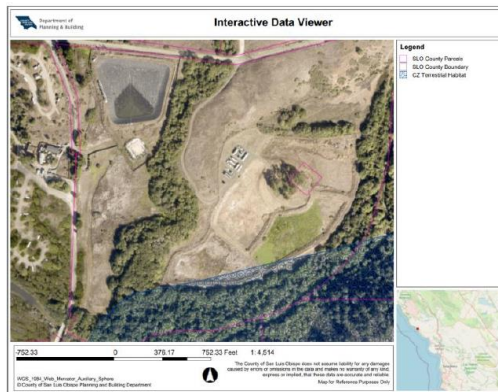 Department of
Planning & Building
Interactive Data Viewer
Legend
SLO County Parcels
SLO County Boundary
CZ Terrestrial Habitat
-752.33 0 376.17 752.33 Feet 1: 4,514
WGS_1984_Web_Mercator_Auxiliary_Sphere
©County of San Luis Obispo Planning and Building Department
The County of San Luis Obispo does not assume liability for any damages
caused by errors or omissions in the data and makes no warranty of any kind,
express or implied, that these data are accurate and reliable.
Map for Reference Purposes Only